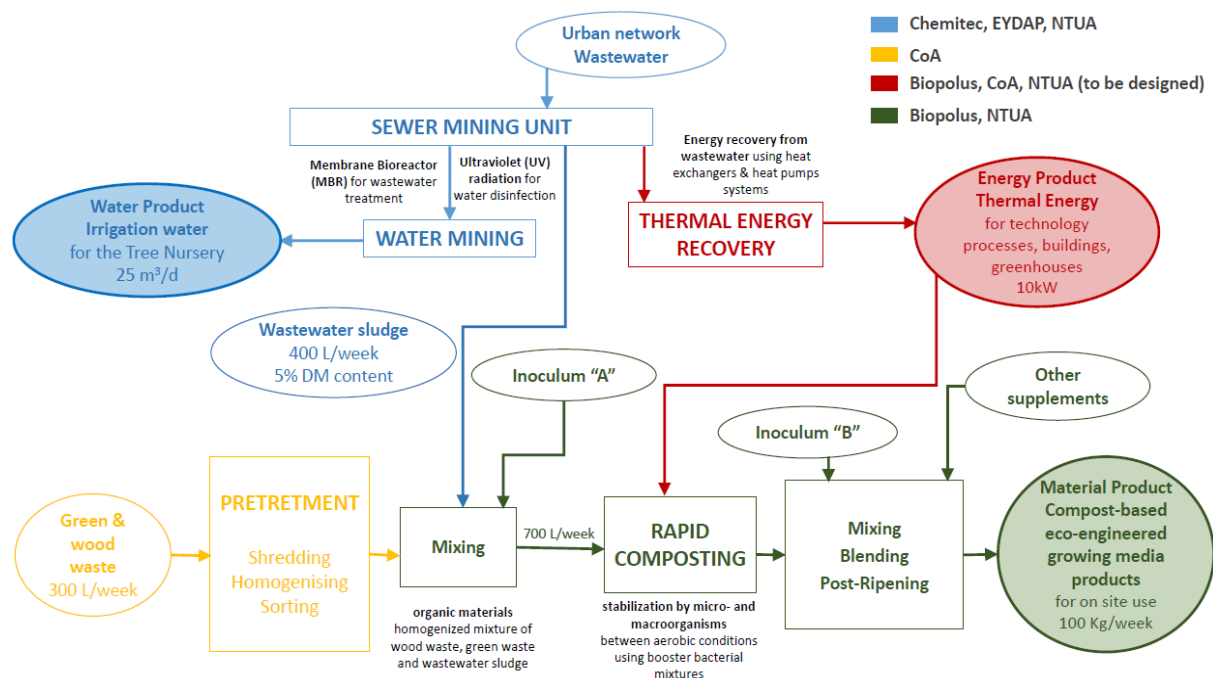 Urban network
Wastewater
Chemitec, EYDAP, NTUA
CoA
Biopolus, CoA, NTUA (to be designed)
Biopolus, NTUA
SEWER MINING UNIT
Membrane Bioreactor
(MBR) for wastewater
treatment
Ultraviolet (UV)
radiation for
water disinfection
Energy recovery from
wastewater using heat
exchangers & heat pumps
systems
Water Product
Irrigation water
for the Tree Nursery
25 m³/d
WATER MINING
THERMAL ENERGY
RECOVERY
Energy Product
Thermal Energy
for technology
processes, buildings,
greenhouses
10kW
Wastewater sludge
400 L/week
5% DM content
Inoculum “A”
Inoculum “B”
Other
supplements
Green &
wood
waste
300 L/week
PRETRETMENT
Shredding
Homogenising
Sorting
Mixing
700 L/week
RAPID
COMPOSTING
Mixing
Blending
Post-Ripening
Material Product
Compost-based
eco-engineered
growing media
products
for on site use
100 Kg/week
organic materials
homogenized mixture of
wood waste, green waste
and wastewater sludge
stabilization by micro- and
macroorganisms
between aerobic conditions
using booster bacterial
mixtures